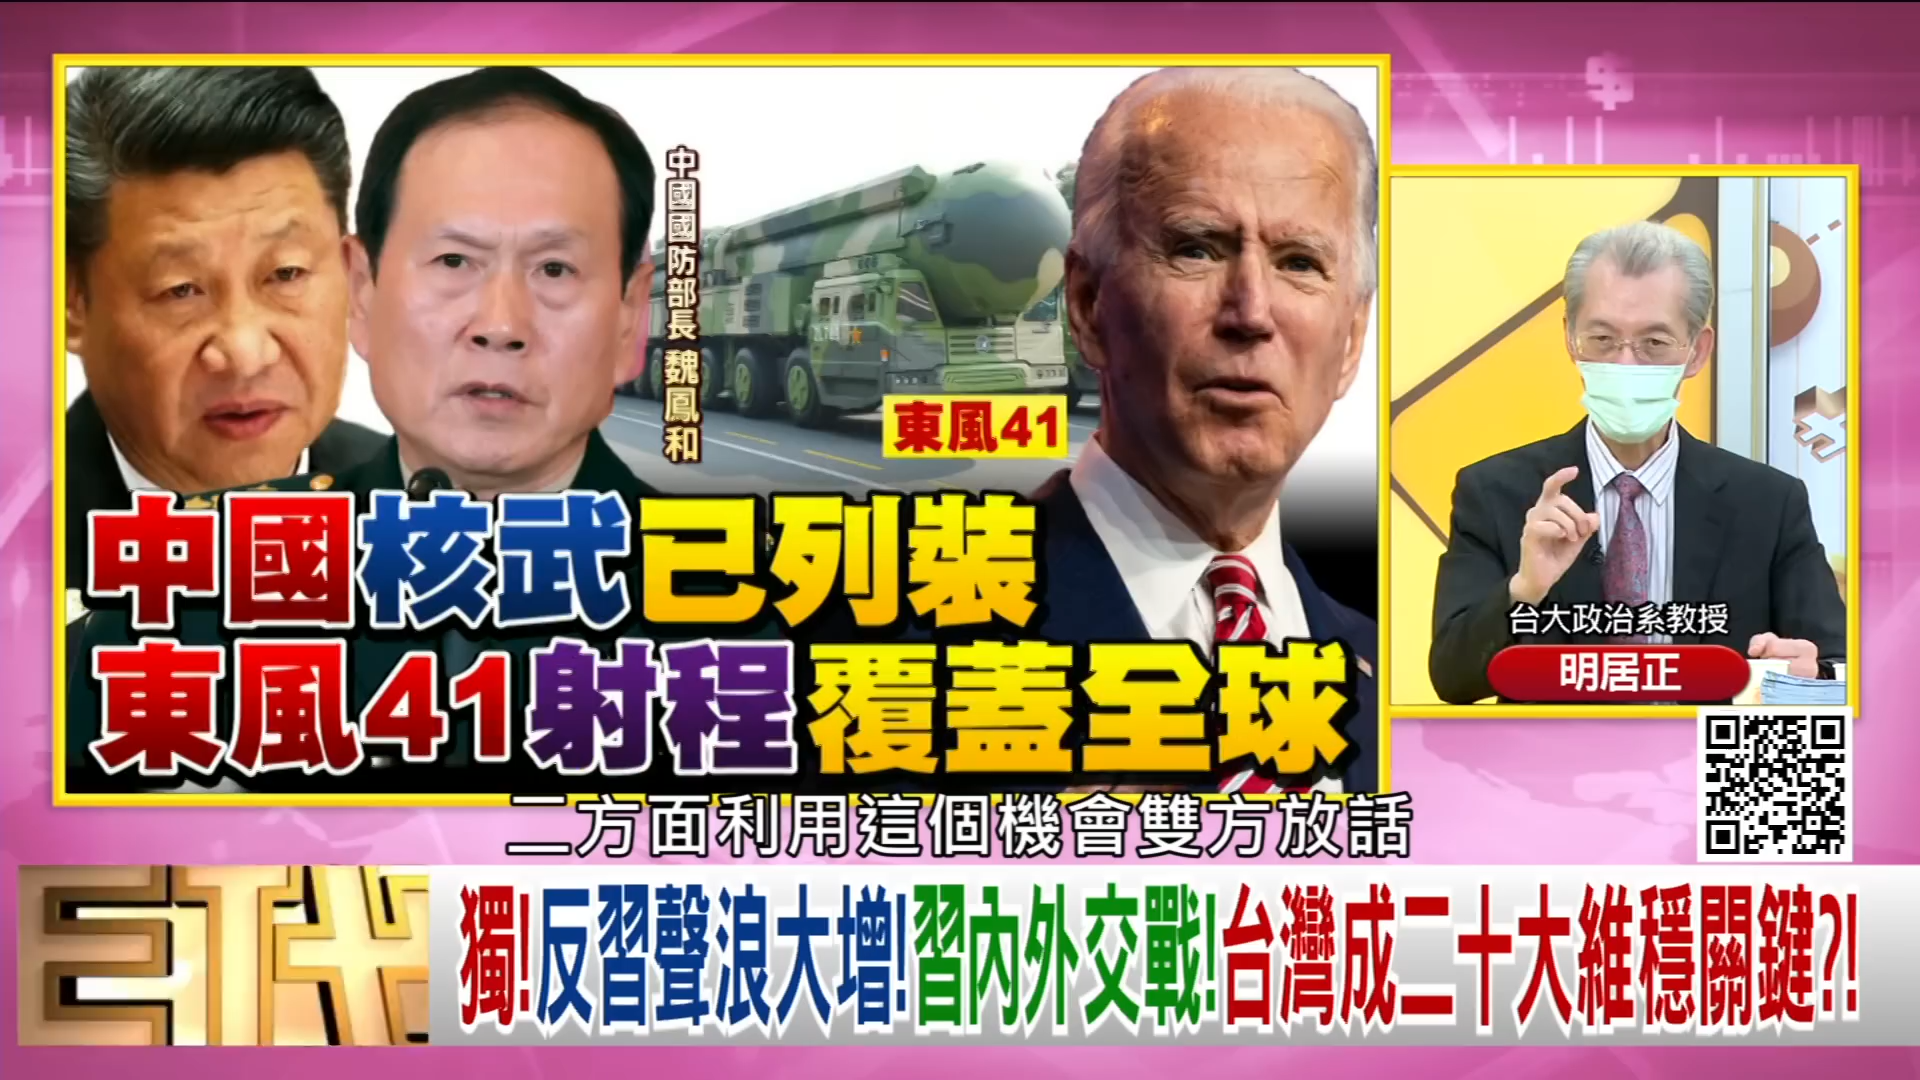 中國國防部長 魏鳳和
東風41
中國核武已列裝
東風41射程覆蓋全球
台大政治系教授
明居正
二方面利用這個機會雙方放話
獨!反習聲浪大增!習內外交戰!台灣成二十大維穩關鍵?!